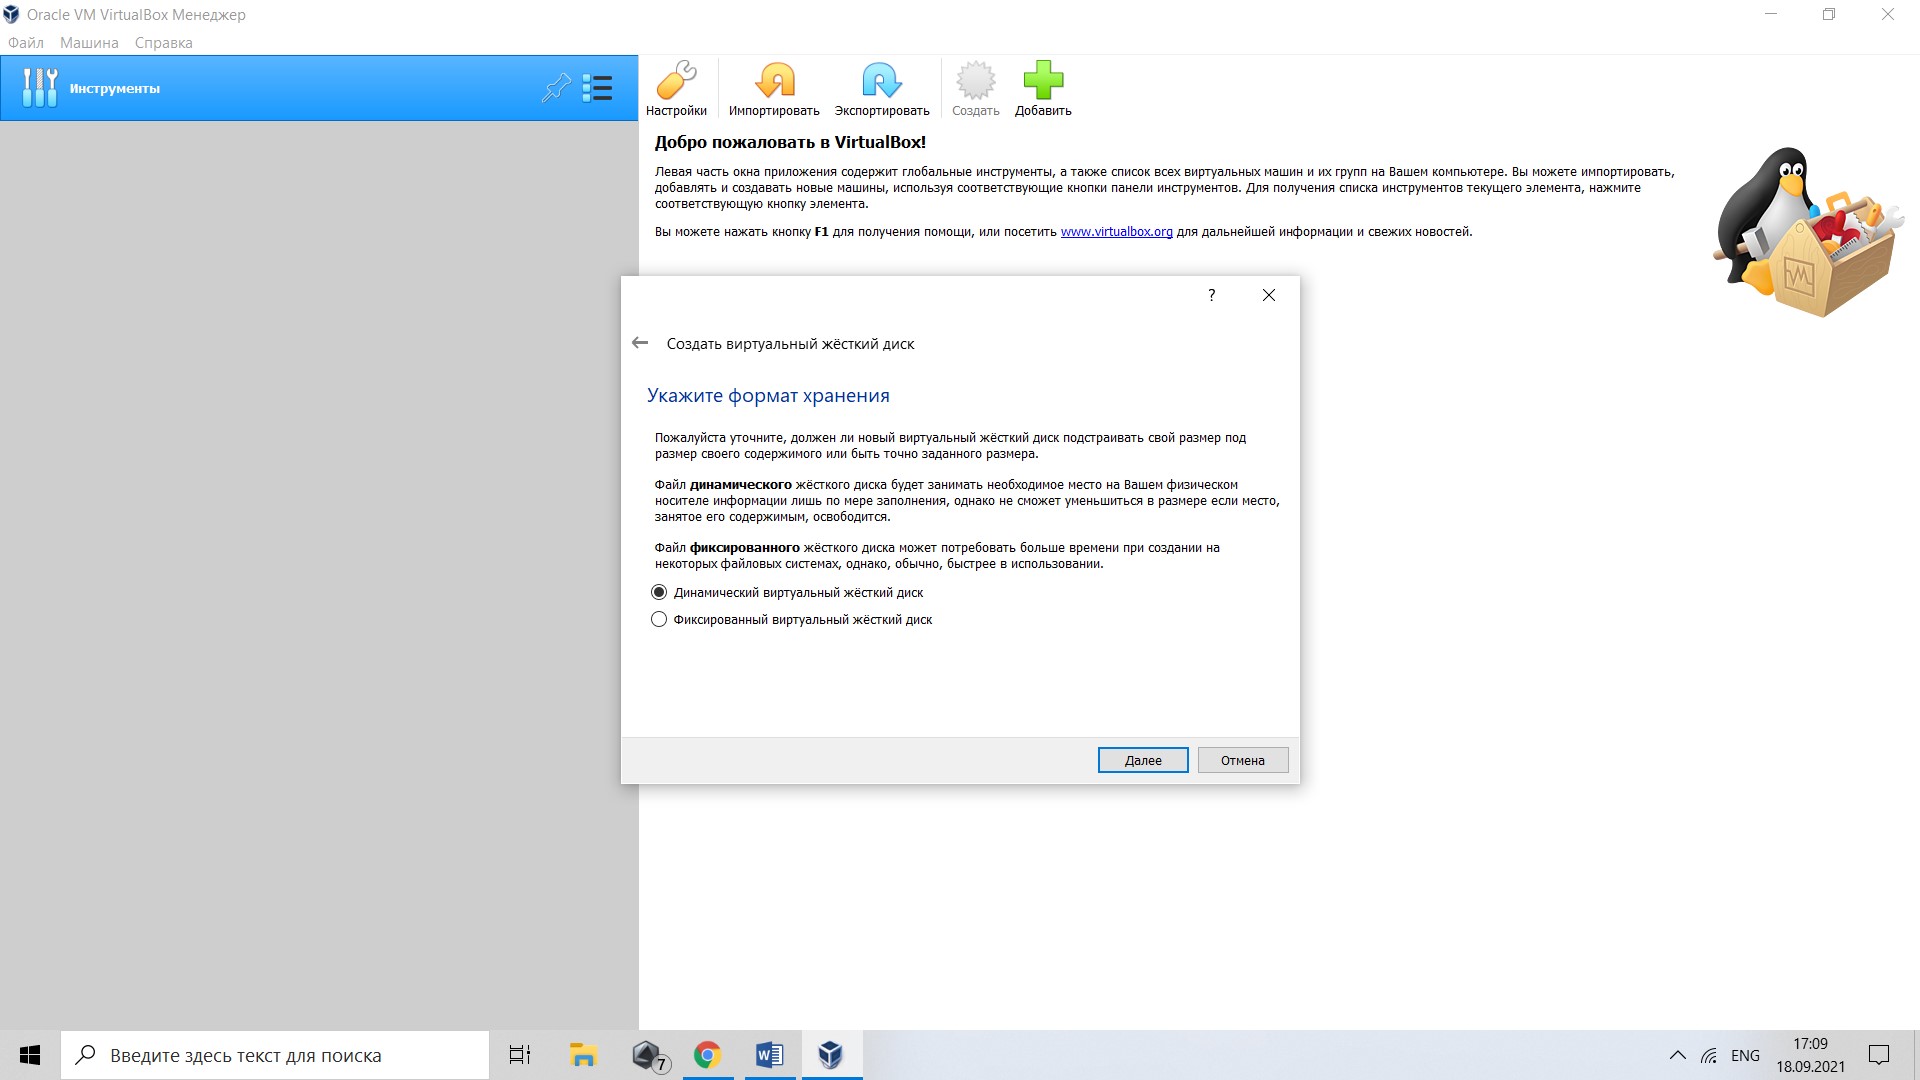 Oracle VM VirtualBox Менеджер
Файл Машина Справка
Инструменты
Настройки Импортировать Экспортировать Создать Добавить
Добро пожаловать в VirtualBox!
Левая часть окна приложения содержит глобальные инструменты, а также список всех виртуальных машин и их групп на Вашем компьютере. Вы можете импортировать,
добавлять и создавать новые машины, используя соответствующие кнопки панели инструментов. Для получения списка инструментов текущего элемента, нажмите
соответствующую кнопку элемента.
Вы можете нажать кнопку F1 для получения помощи, или посетить www.virtualbox.org для дальнейшей информации и свежих новостей.
?
Создать виртуальный жёсткий диск
Укажите формат хранения
Пожалуйста уточните, должен ли новый виртуальный жёсткий диск подстраивать свой размер под
размер своего содержимого или быть точно заданного размера.
Файл динамического жёсткого диска будет занимать необходимое место на Вашем физическом
носителе информации лишь по мере заполнения, однако не сможет уменьшиться в размере если место,
занятое его содержимым, освободится.
Файл фиксированного жёсткого диска может потребовать больше времени при создании на
некоторых файловых системах, однако, обычно, быстрее в использовании.
Динамический виртуальный жёсткий диск
Фиксированный виртуальный жёсткий диск
Далее Отмена
Введите здесь текст для поиска
7
W
ENG
17:09
18.09.2021